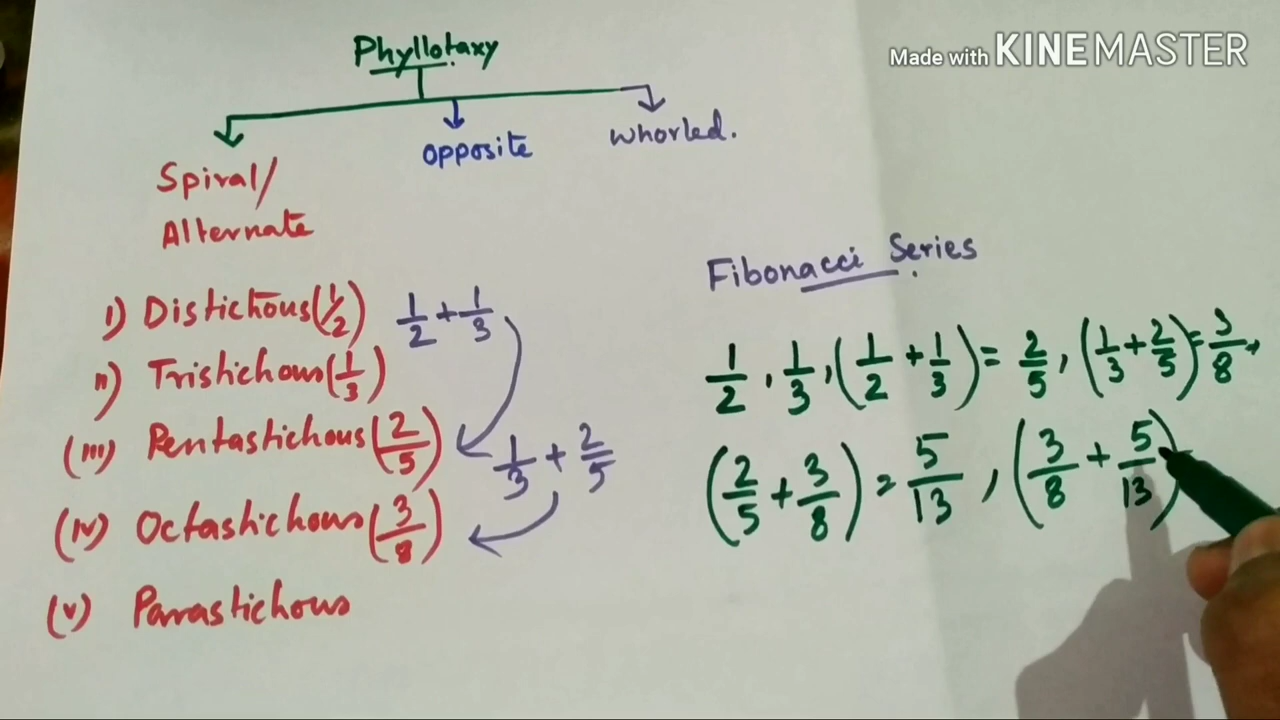 Made with KINEMASTER
Phyllotaxy
Spiral/
Alternate
opposite
whorled.
i) Distichous (1/2) 1/2 + 1/3
ii) Tristichous (1/3)
(iii) Pentastichous (2/5) 1/3 + 2/5
(iv) Octastichous (3/8)
(v) Parastichous
Fibonacci Series
1/2, 1/3, (1/2 + 1/3) = 2/5, (1/3 + 2/5) = 3/8,
(2/5 + 3/8) = 5/13, (3/8 + 5/13)